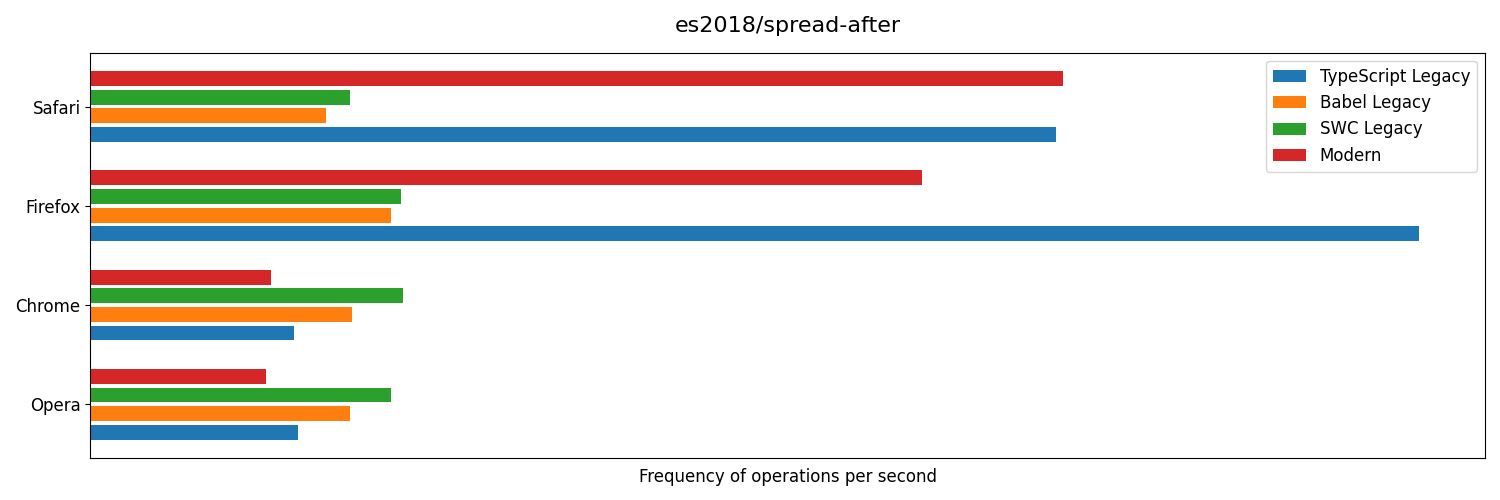 es2018/spread-after
TypeScript Legacy
Babel Legacy
SWC Legacy
Modern
Safari
Firefox
Chrome
Opera
Frequency of operations per second